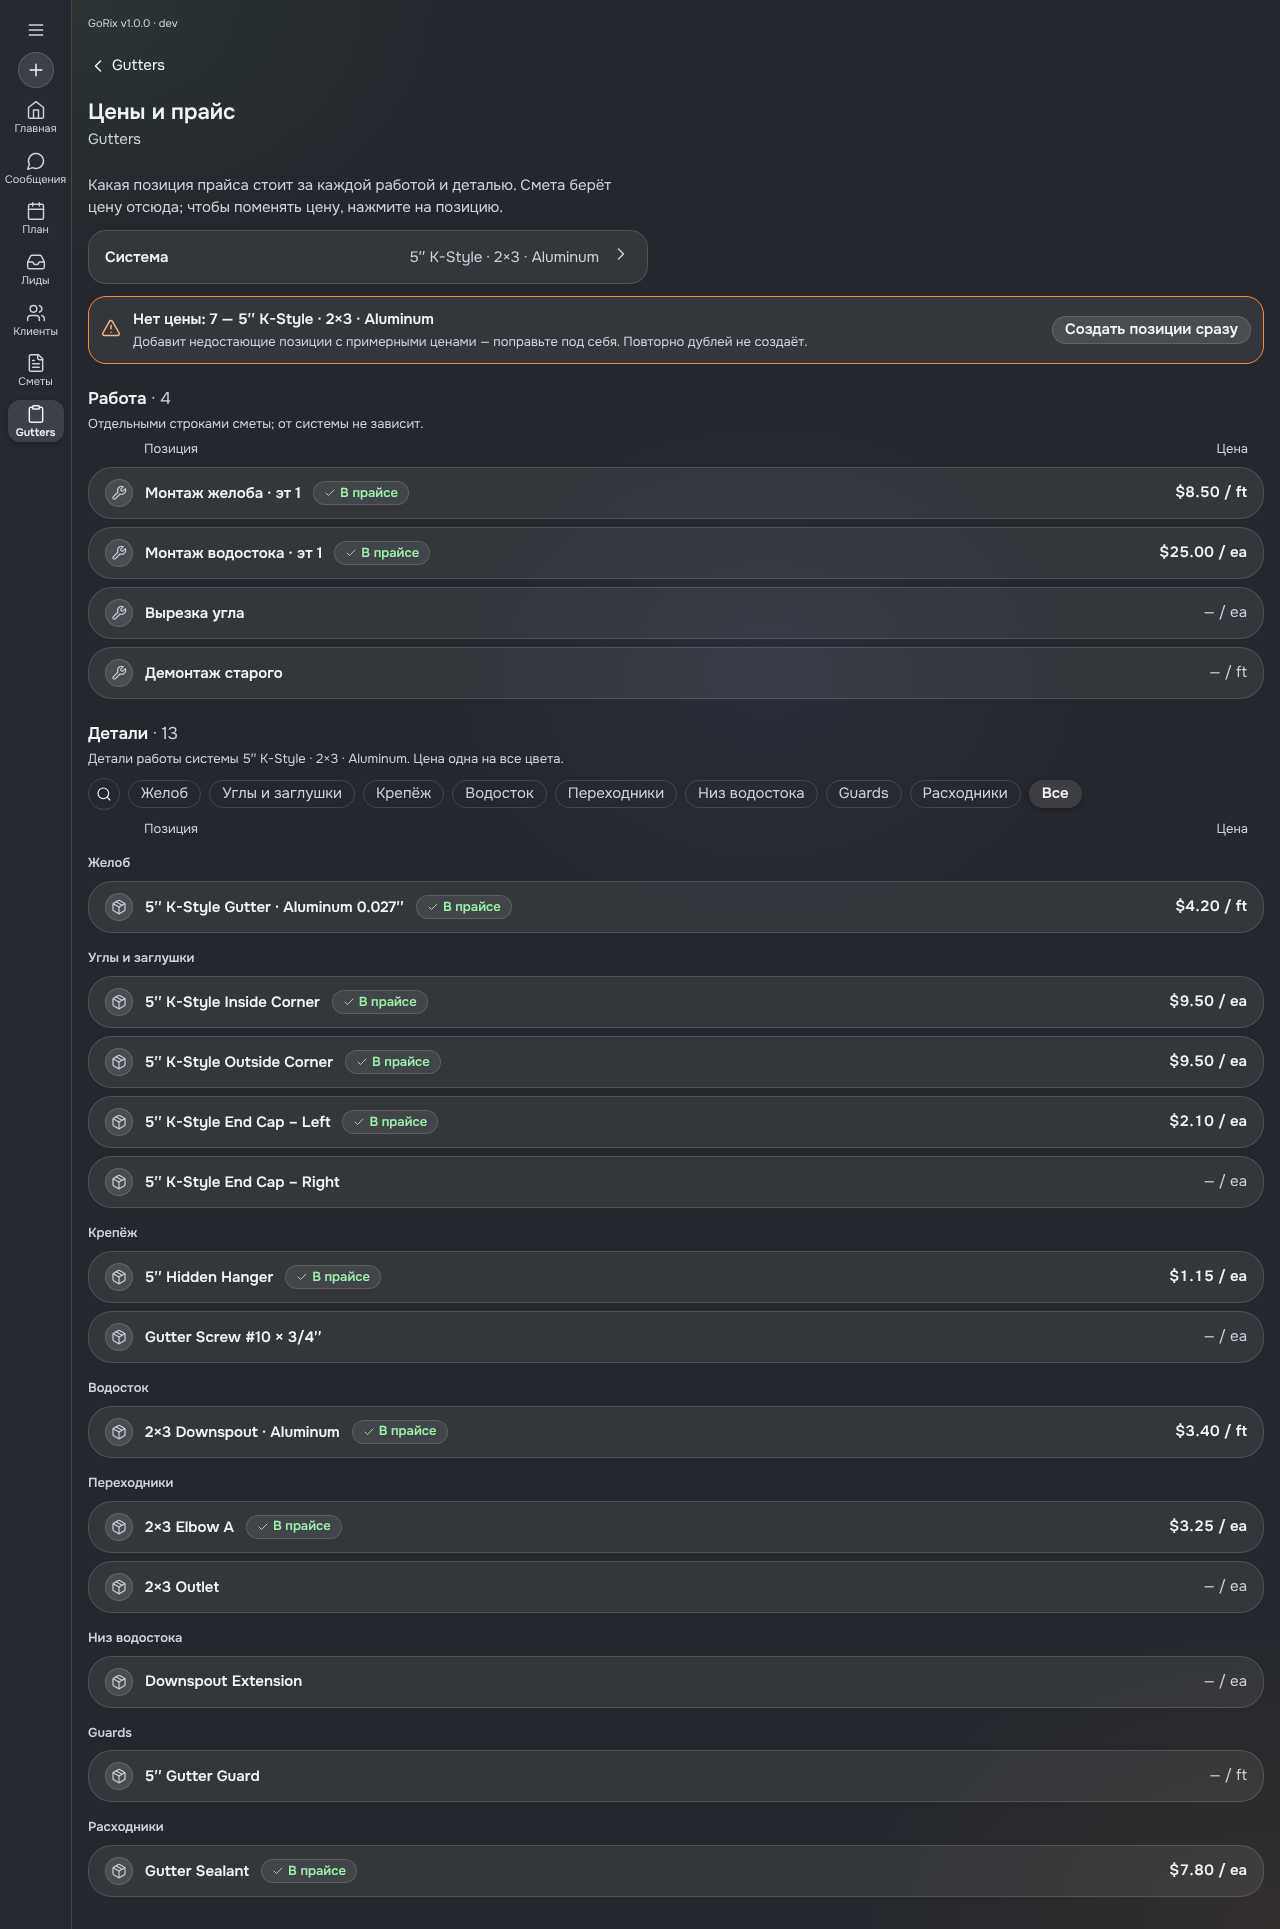 GoRix v1.0.0 · dev
Gutters
Цены и прайс
Gutters
Главная
Сообщения
План
Лиды
Клиенты
Сметы
Gutters
Какая позиция прайса стоит за каждой работой и деталью. Смета берёт
цену отсюда; чтобы поменять цену, нажмите на позицию.
Система 5″ K-Style · 2×3 · Aluminum
Нет цены: 7 — 5″ K-Style · 2×3 · Aluminum
Добавит недостающие позиции с примерными ценами — поправьте под себя. Повторно дублей не создаёт.
Создать позиции сразу
Работа · 4
Отдельными строками сметы; от системы не зависит.
Позиция Цена
Монтаж желоба · эт 1 В прайсе $8.50 / ft
Монтаж водостока · эт 1 В прайсе $25.00 / ea
Вырезка угла — / ea
Демонтаж старого — / ft
Детали · 13
Детали работы системы 5″ K-Style · 2×3 · Aluminum. Цена одна на все цвета.
Желоб Углы и заглушки Крепёж Водосток Переходники Низ водостока Guards Расходники Все
Позиция Цена
Желоб
5″ K-Style Gutter · Aluminum 0.027″ В прайсе $4.20 / ft
Углы и заглушки
5″ K-Style Inside Corner В прайсе $9.50 / ea
5″ K-Style Outside Corner В прайсе $9.50 / ea
5″ K-Style End Cap – Left В прайсе $2.10 / ea
5″ K-Style End Cap – Right — / ea
Крепёж
5″ Hidden Hanger В прайсе $1.15 / ea
Gutter Screw #10 × 3/4″ — / ea
Водосток
2×3 Downspout · Aluminum В прайсе $3.40 / ft
Переходники
2×3 Elbow A В прайсе $3.25 / ea
2×3 Outlet — / ea
Низ водостока
Downspout Extension — / ea
Guards
5″ Gutter Guard — / ft
Расходники
Gutter Sealant В прайсе $7.80 / ea